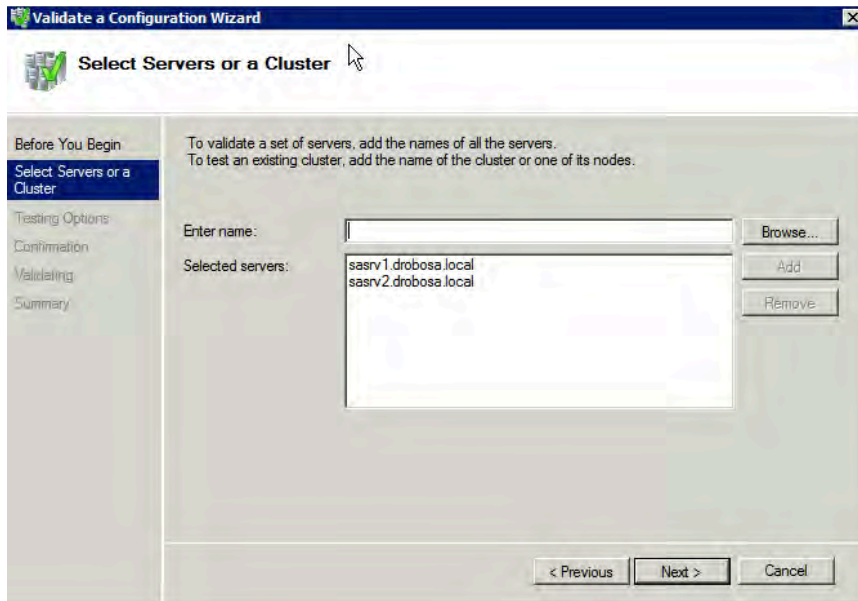 Validate a Configuration Wizard
Select Servers or a Cluster
Before You Begin
Select Servers or a
Cluster
Testing Options
Confirmation
Validating
Summary
To validate a set of servers, add the names of all the servers.
To test an existing cluster, add the name of the cluster or one of its nodes.
Enter name:
Browse...
Selected servers:
sasrv1.drobosa.local
sasrv2.drobosa.local
Add
Remove
< Previous
Next >
Cancel